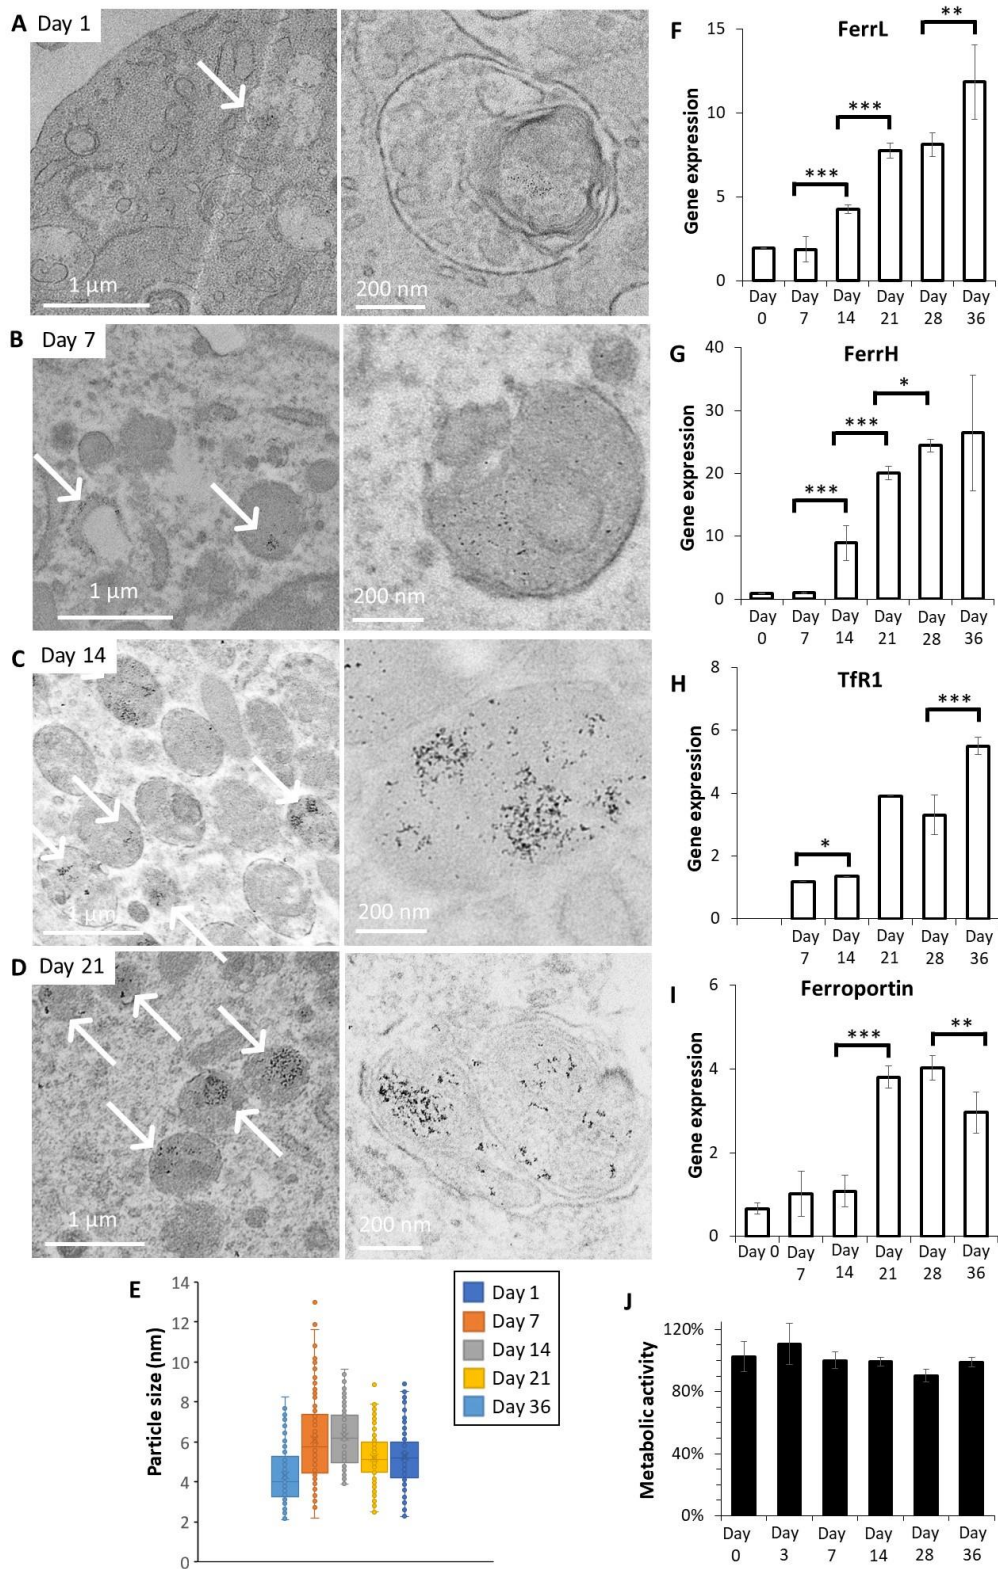 A Day 1
1 µm
200 nm
B Day 7
1 µm
200 nm
C Day 14
1 µm
200 nm
D Day 21
1 µm
200 nm
E
Particle size (nm)
14
12
10
8
6
4
2
0
Day 1
Day 7
Day 14
Day 21
Day 36
F FerrL
Gene expression
15
10
5
0
*** *** **
Day 0 Day 7 Day 14 Day 21 Day 28 Day 36
G FerrH
Gene expression
40
30
20
10
0
*** *** *
Day 0 Day 7 Day 14 Day 21 Day 28 Day 36
H TfR1
Gene expression
8
6
4
2
0
* ***
Day 7 Day 14 Day 21 Day 28 Day 36
I Ferroportin
Gene expression
6
4
2
0
*** **
Day 0 Day 7 Day 14 Day 21 Day 28 Day 36
J
Metabolic activity
120%
80%
40%
0%
Day 0 Day 3 Day 7 Day 14 Day 28 Day 36